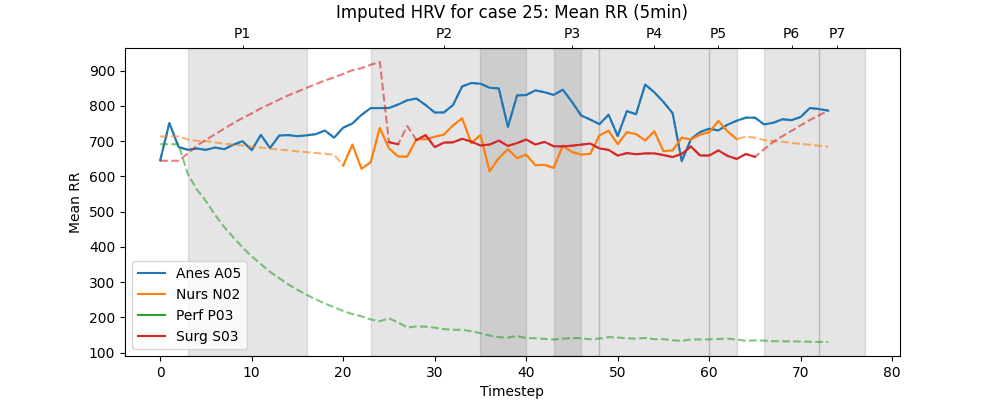 Imputed HRV for case 25: Mean RR (5min)
P1 P2 P3 P4 P5 P6 P7
900
800
700
600
500
400
300
200
100
Mean RR
Anes A05
Nurs N02
Perf P03
Surg S03
0 10 20 30 40 50 60 70 80
Timestep